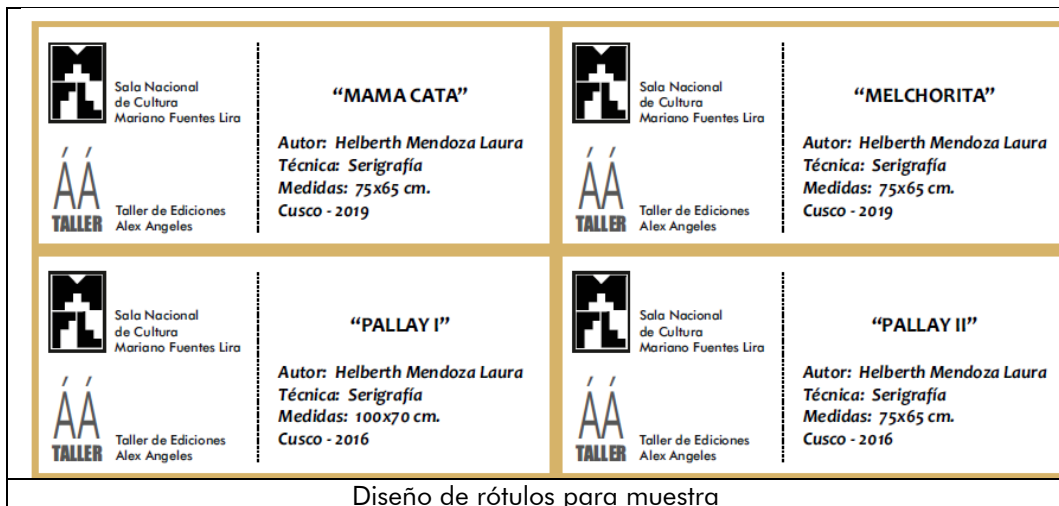 Sala Nacional
de Cultura
Mariano Fuentes Lira
ÁÁ
TALLER
Taller de Ediciones
Alex Angeles
“MAMA CATA”
Autor: Helberth Mendoza Laura
Técnica: Serigrafía
Medidas: 75x65 cm.
Cusco - 2019
Sala Nacional
de Cultura
Mariano Fuentes Lira
ÁÁ
TALLER
Taller de Ediciones
Alex Angeles
“MELCHORITA”
Autor: Helberth Mendoza Laura
Técnica: Serigrafía
Medidas: 75x65 cm.
Cusco - 2019
Sala Nacional
de Cultura
Mariano Fuentes Lira
ÁÁ
TALLER
Taller de Ediciones
Alex Angeles
“PALLAY I”
Autor: Helberth Mendoza Laura
Técnica: Serigrafía
Medidas: 100x70 cm.
Cusco - 2016
Sala Nacional
de Cultura
Mariano Fuentes Lira
ÁÁ
TALLER
Taller de Ediciones
Alex Angeles
“PALLAY II”
Autor: Helberth Mendoza Laura
Técnica: Serigrafía
Medidas: 75x65 cm.
Cusco - 2016
Diseño de rótulos para muestra